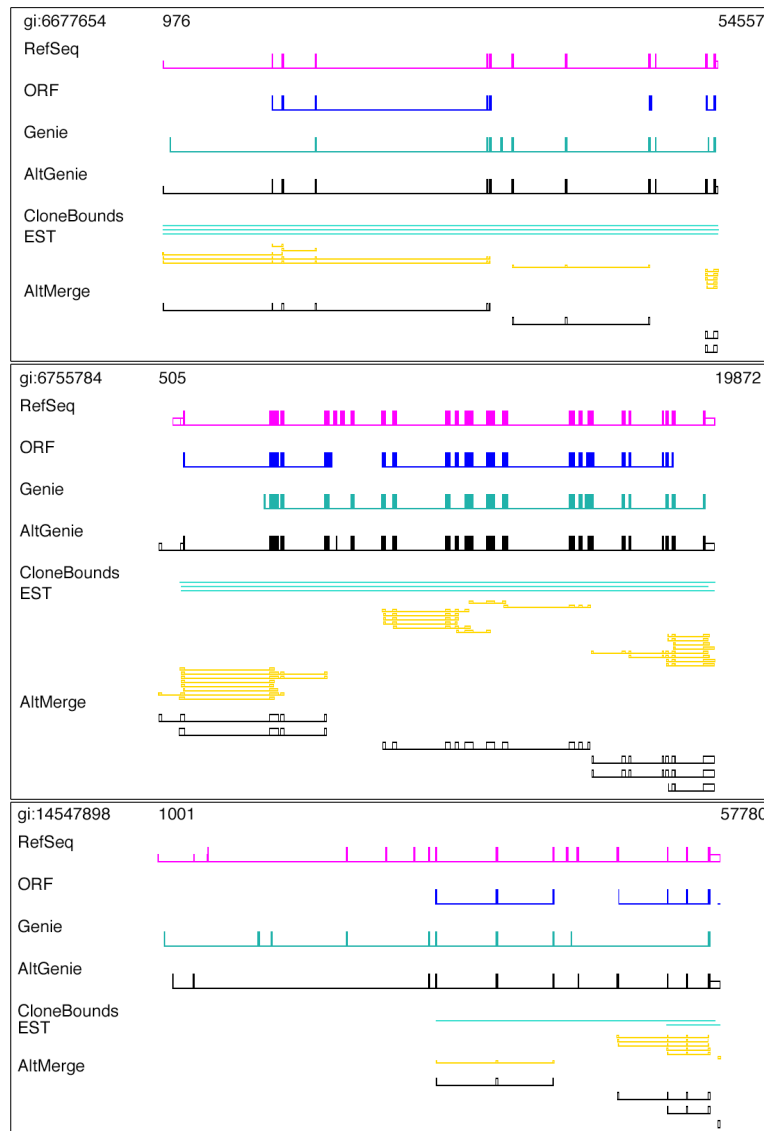 gi:6677654 976 54557
RefSeq
ORF
Genie
AltGenie
CloneBounds
EST
AltMerge
gi:6755784 505 19872
RefSeq
ORF
Genie
AltGenie
CloneBounds
EST
AltMerge
gi:14547898 1001 57780
RefSeq
ORF
Genie
AltGenie
CloneBounds
EST
AltMerge